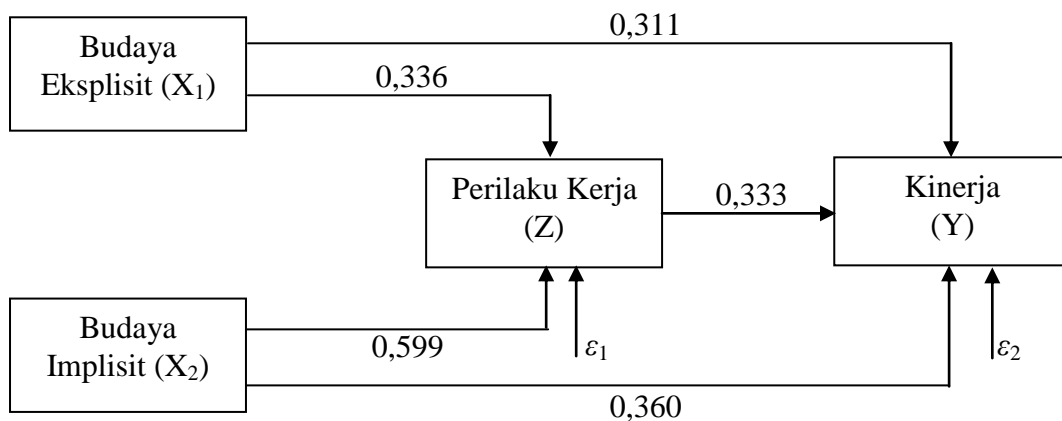 0,311
Budaya
Eksplisit (X₁)
0,336
Perilaku Kerja
(Z)
0,333
Kinerja
(Y)
Budaya
Implisit (X₂)
0,599
ε₁
ε₂
0,360